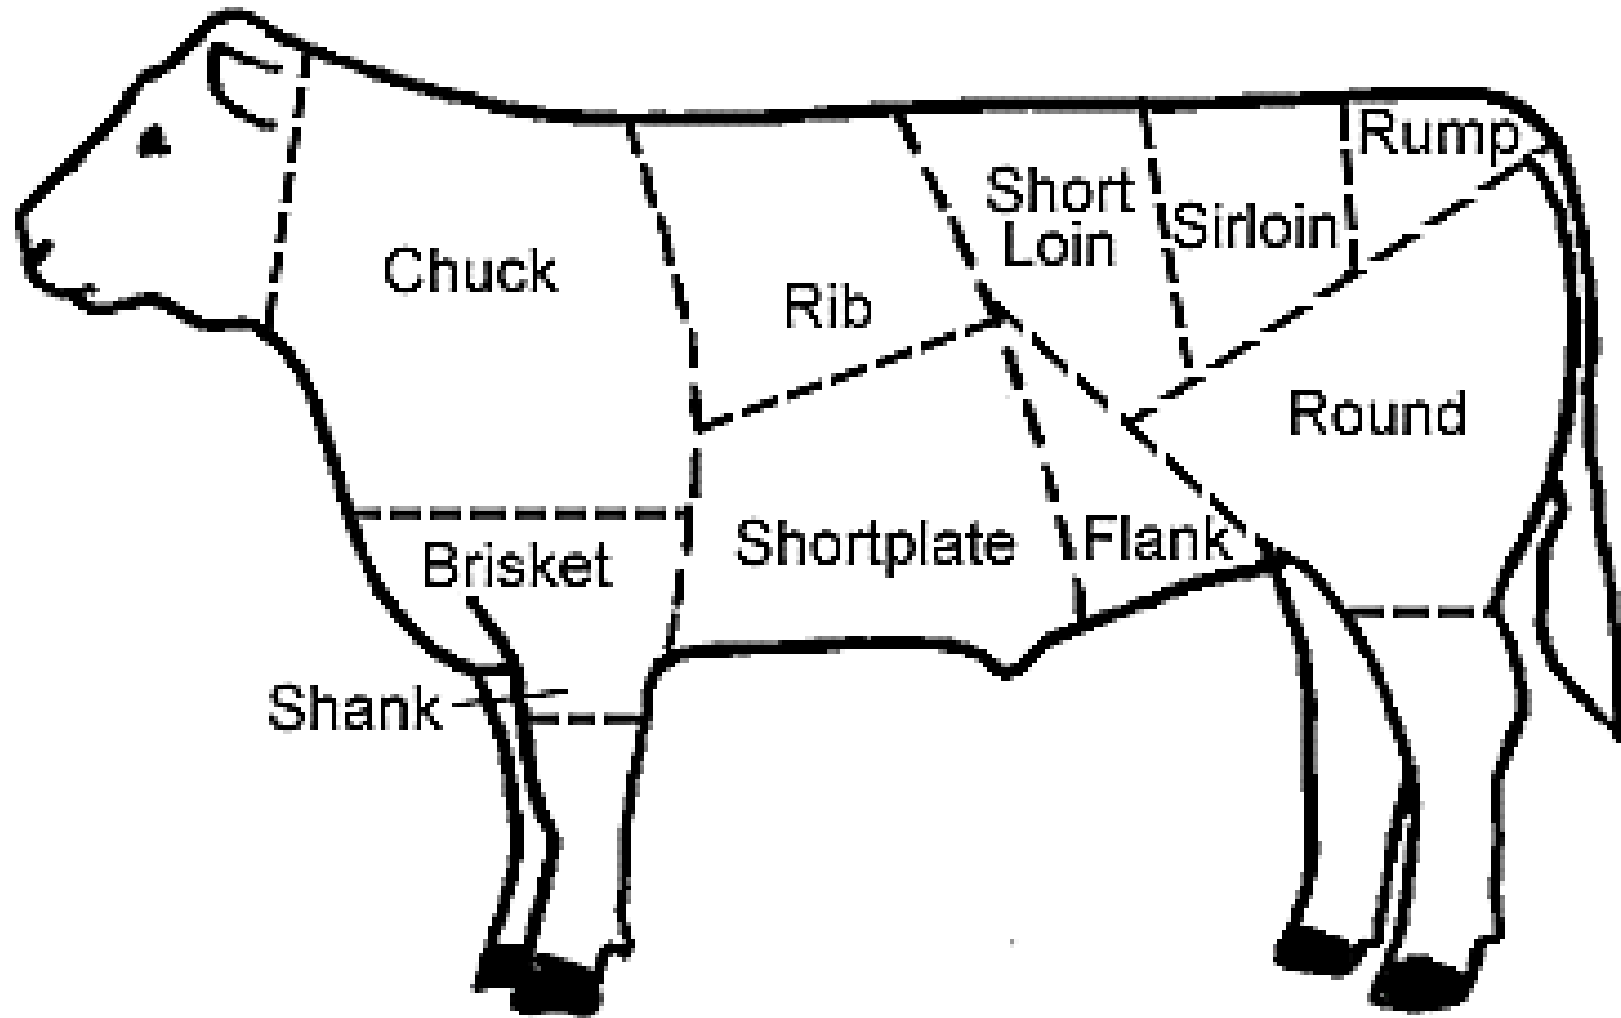 Rump
Short
Loin
Sirloin
Chuck
Rib
Round
Brisket
Shortplate
Flank
Shank